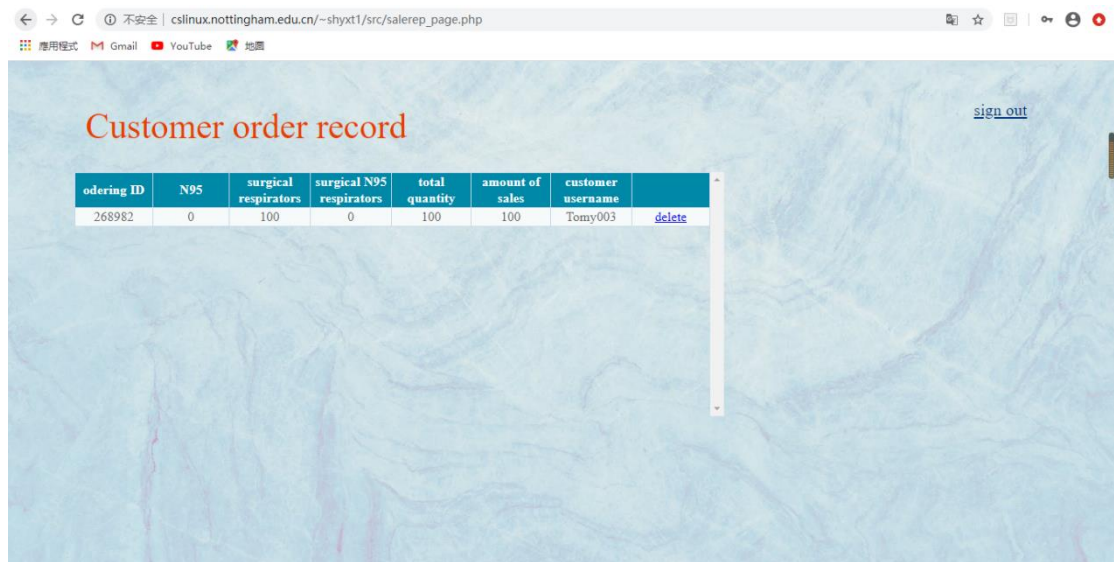 不安全 | cslinux.nottingham.edu.cn/~shyxt1/src/salerep_page.php
應用程式 Gmail YouTube 地圖
sign out
Customer order record
odering ID N95 surgical respirators surgical N95 respirators total quantity amount of sales customer username
268982 0 100 0 100 100 Tomy003 delete